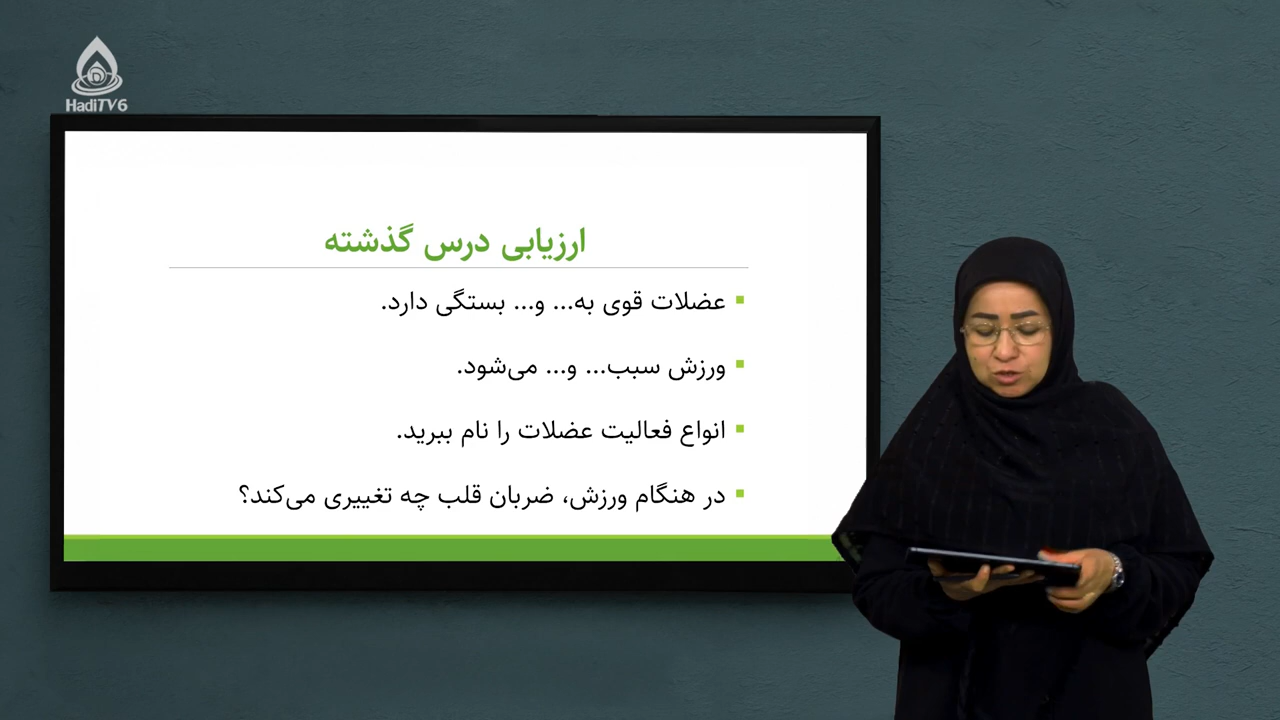 HadiTV6
ارزیابی درس گذشته
عضلات قوی به... و... بستگی دارد.
ورزش سبب... و... می‌شود.
انواع فعالیت عضلات را نام ببرید.
در هنگام ورزش، ضربان قلب چه تغییری می‌کند؟